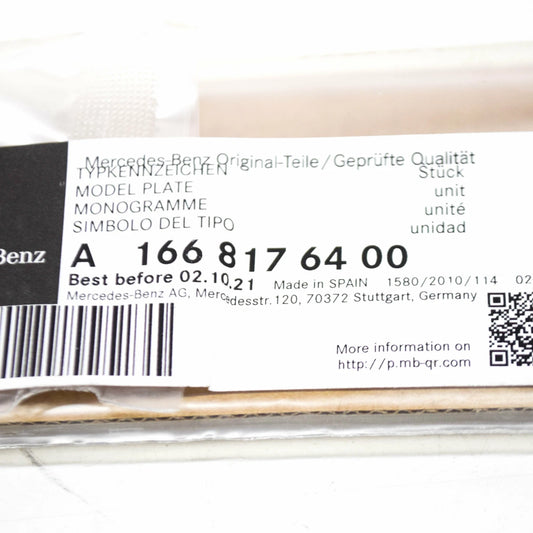 Mercedes-Benz Original-Teile/Geprüfte Qualität
TYPKENNZEICHEN Stück
MODEL PLATE unit
MONOGRAMME unité
SIMBOLO DEL TIPO unidad
Benz
A 166 817 64 00
Best before 02.10.21 Made in SPAIN 1580/2010/114 02
Mercedes-Benz AG, Mercedesstr.120, 70372 Stuttgart, Germany
More information on
http://p.mb-qr.com